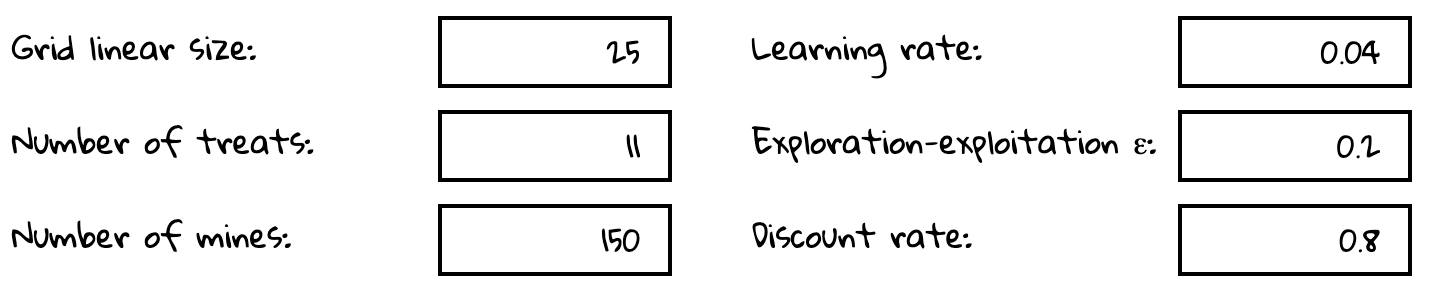 Grid linear size: 25 Learning rate: 0.04
Number of treats: 11 Exploration-exploitation ε: 0.2
Number of mines: 150 Discount rate: 0.8